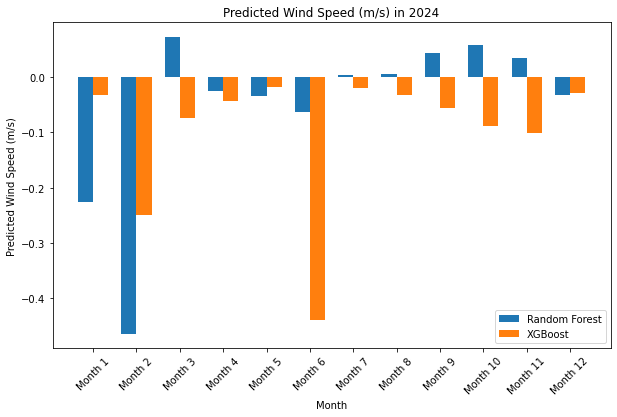 Predicted Wind Speed (m/s) in 2024
Predicted Wind Speed (m/s)
0.0
−0.1
−0.2
−0.3
−0.4
Random Forest
XGBoost
Month 1
Month 2
Month 3
Month 4
Month 5
Month 6
Month 7
Month 8
Month 9
Month 10
Month 11
Month 12
Month